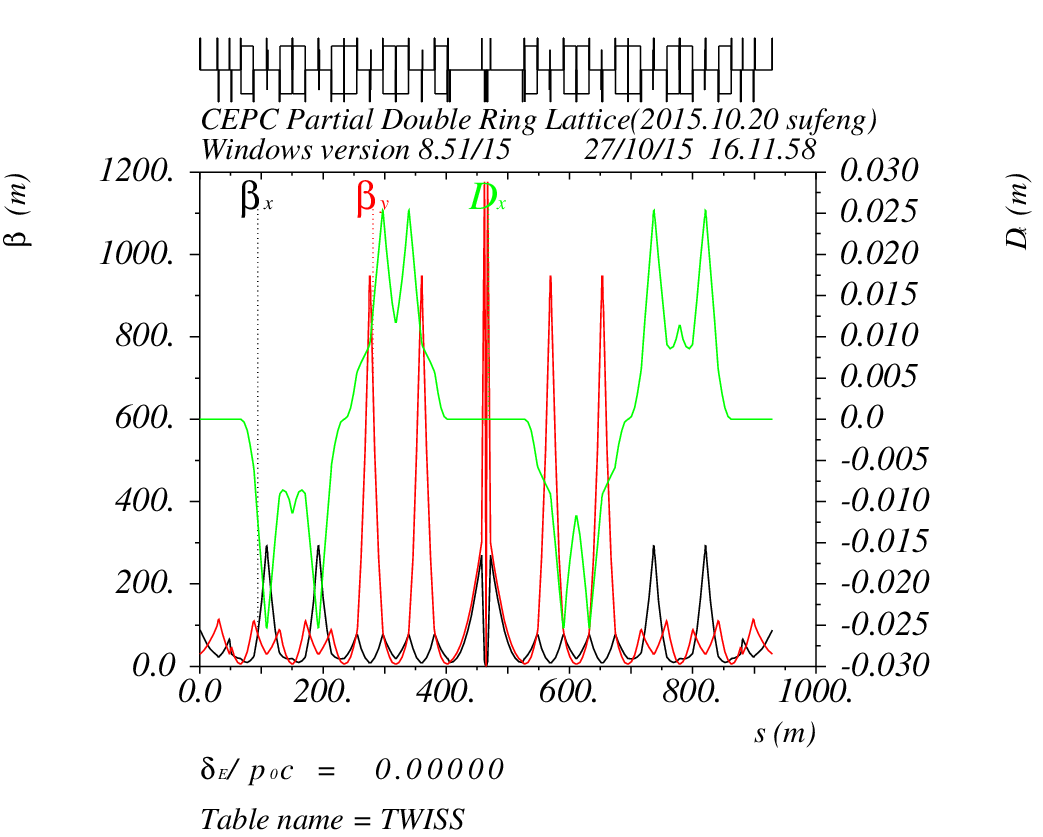 CEPC Partial Double Ring Lattice(2015.10.20 sufeng)
Windows version 8.51/15 27/10/15 16.11.58
β (m)
1200.
1000.
800.
600.
400.
200.
0.0
βx βy Dx
0.030
0.025
0.020
0.015
0.010
0.005
0.0
-0.005
-0.010
-0.015
-0.020
-0.025
-0.030
Dx (m)
0.0 200. 400. 600. 800. 1000.
s (m)
δE/ p0c = 0.00000
Table name = TWISS